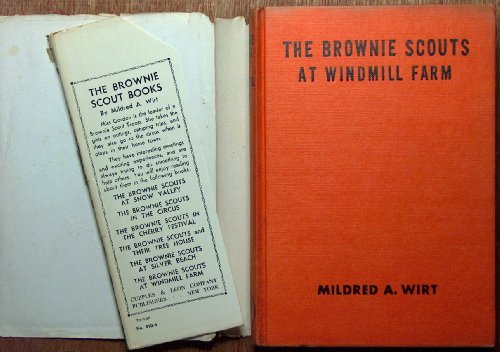 THE BROWNIE
SCOUT BOOKS
By Mildred A. Wirt
Miss Gordon is the leader of a
Brownie Scout Troop. She takes the
girls on outings, camping trips, and
they also go to the circus when it
plays in their home town.
They have interesting meetings
and exciting experiences, and are
always trying to do something to
help others. You will enjoy reading
about them in the following books.
THE BROWNIE SCOUTS
AT SNOW VALLEY
THE BROWNIE SCOUTS
IN THE CIRCUS
THE BROWNIE SCOUTS IN
THE CHERRY FESTIVAL
THE BROWNIE SCOUTS and
THEIR TREE HOUSE
THE BROWNIE SCOUTS
AT SILVER BEACH
THE BROWNIE SCOUTS
AT WINDMILL FARM
CUPPLES & LEON COMPANY
PUBLISHERS NEW YORK
THE BROWNIE SCOUTS
AT WINDMILL FARM
MILDRED A. WIRT